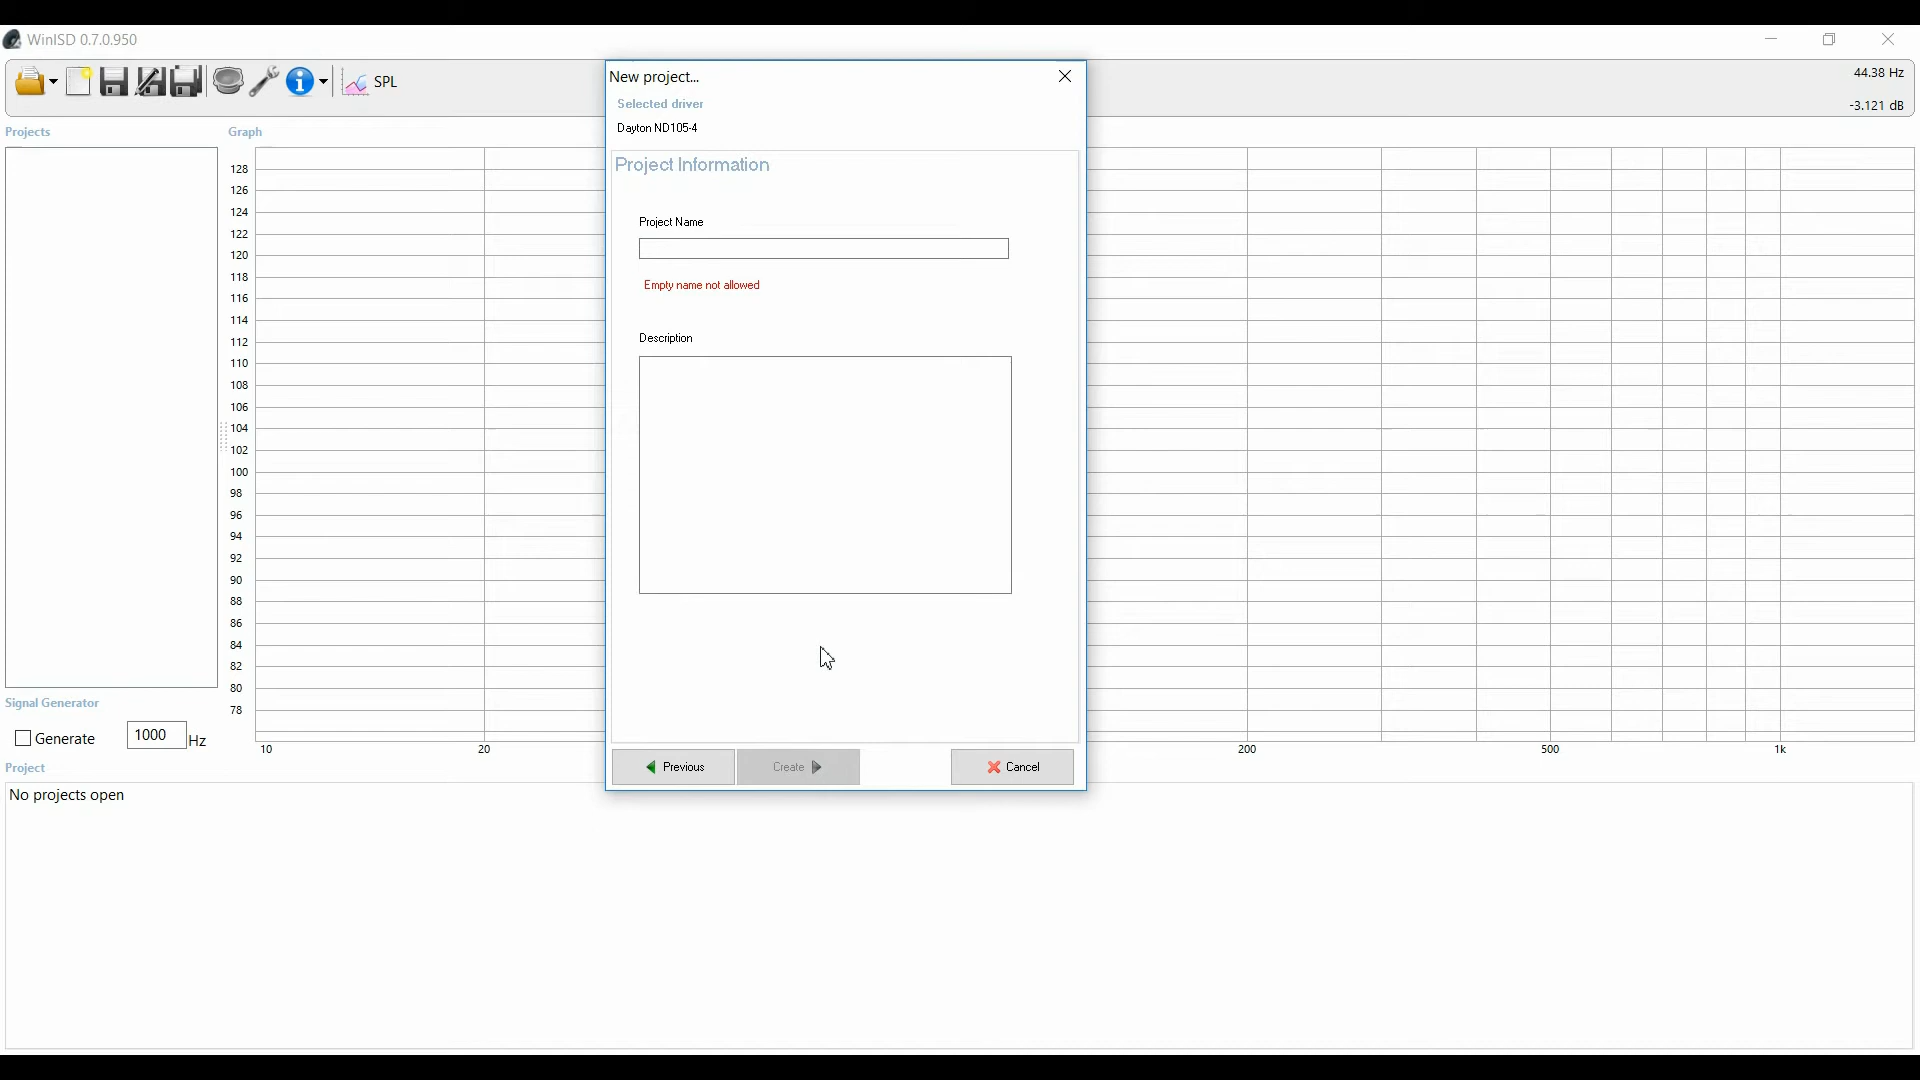 WinISD 0.7.0.950
SPL
44.38 Hz
-3.121 dB
Projects
Graph
128
126
124
122
120
118
116
114
112
110
108
106
104
102
100
98
96
94
92
90
88
86
84
82
80
78
10
20
200
500
1k
New project...
Selected driver
Dayton ND105-4
Project Information
Project Name
Empty name not allowed
Description
Previous
Create
Cancel
Signal Generator
Generate
1000 Hz
Project
No projects open